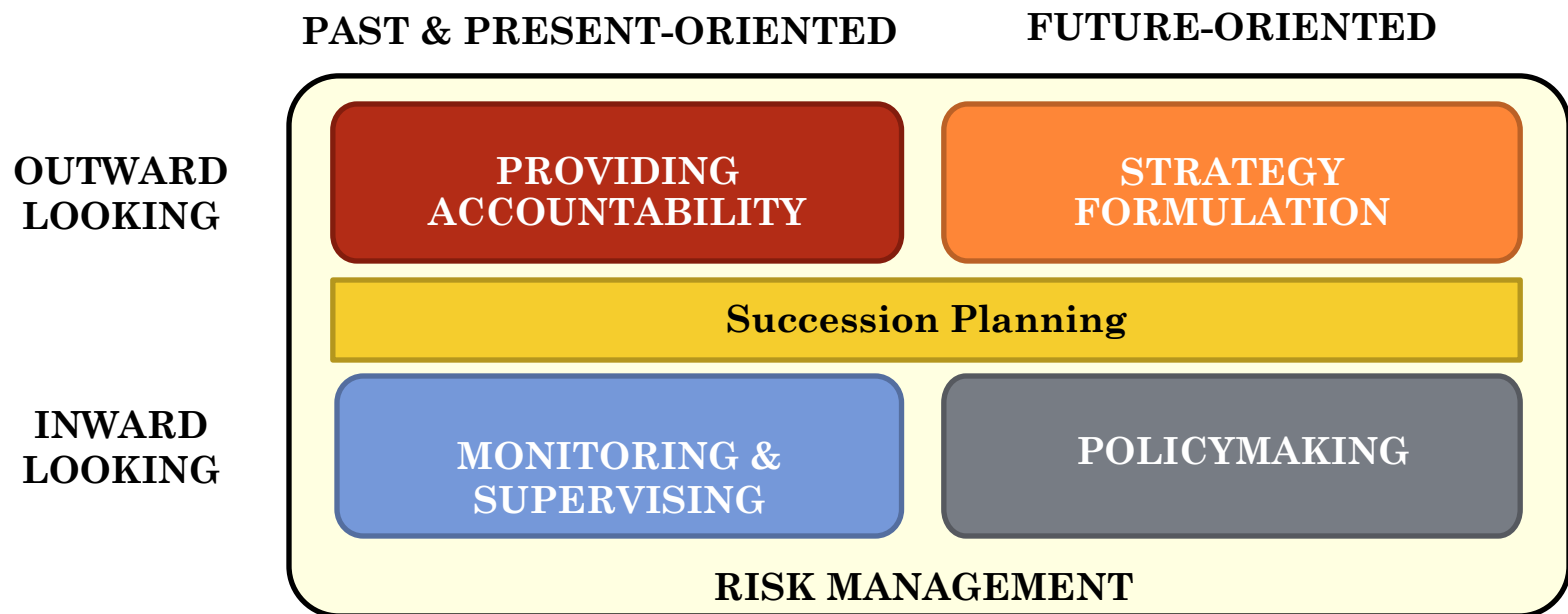 PAST & PRESENT-ORIENTED
FUTURE-ORIENTED
OUTWARD
LOOKING
PROVIDING
ACCOUNTABILITY
STRATEGY
FORMULATION
Succession Planning
INWARD
LOOKING
MONITORING &
SUPERVISING
POLICYMAKING
RISK MANAGEMENT